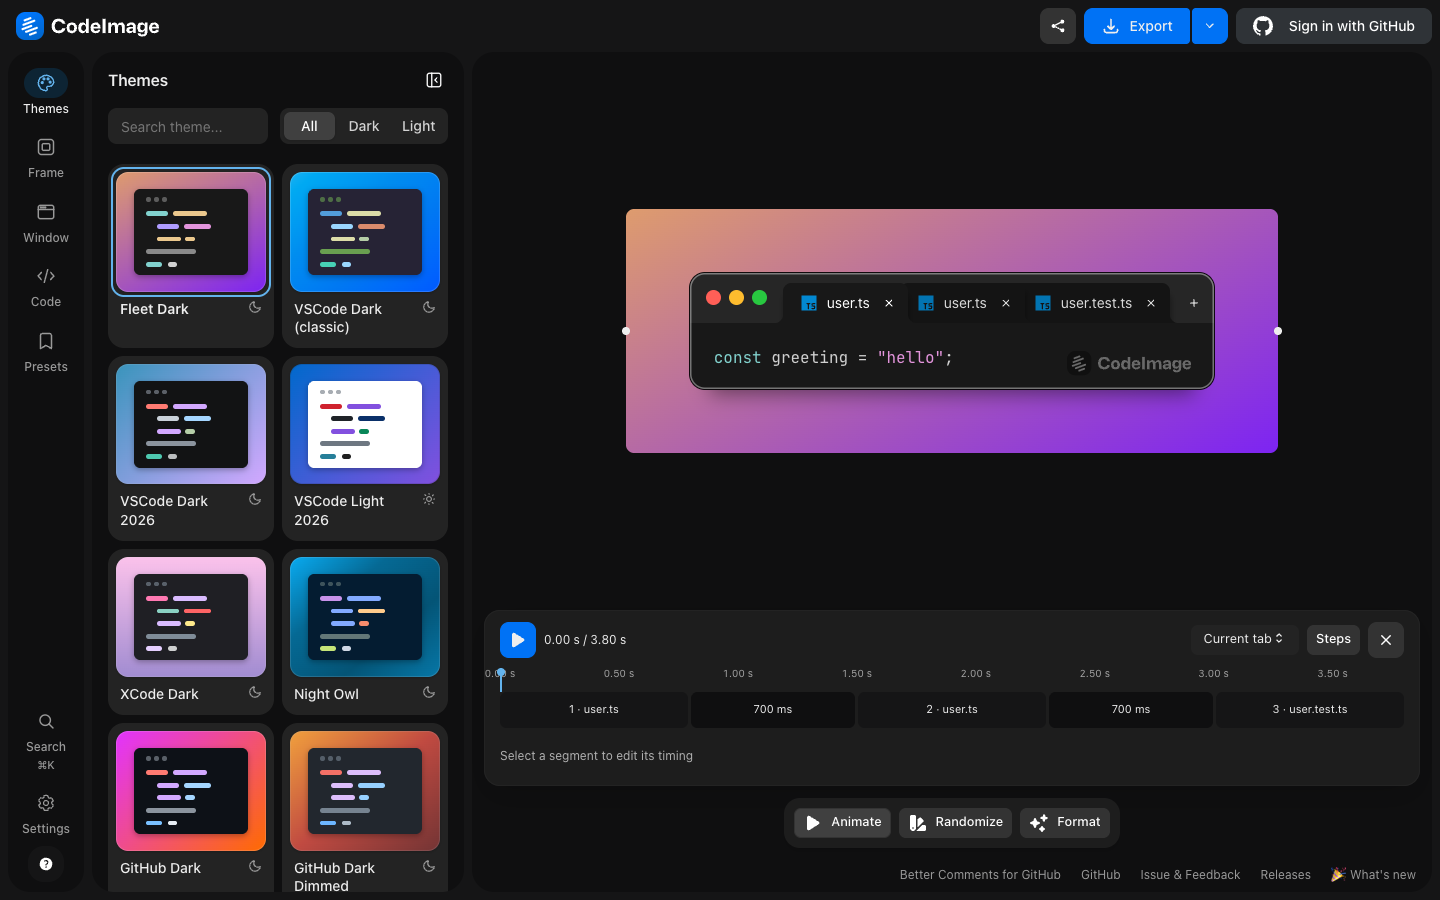 CodeImage
Export
Sign in with GitHub
Themes
Frame
Window
Code
Presets
Search
⌘K
Settings
Themes
Search theme...
All
Dark
Light
Fleet Dark
VSCode Dark
(classic)
VSCode Dark
2026
VSCode Light
2026
XCode Dark
Night Owl
GitHub Dark
GitHub Dark
Dimmed
TS user.ts ×
TS user.ts ×
TS user.test.ts ×
+
const greeting = "hello";
CodeImage
0.00 s / 3.80 s
Current tab
Steps
0.00 s
0.50 s
1.00 s
1.50 s
2.00 s
2.50 s
3.00 s
3.50 s
1 · user.ts
700 ms
2 · user.ts
700 ms
3 · user.test.ts
Select a segment to edit its timing
Animate
Randomize
Format
Better Comments for GitHub
GitHub
Issue & Feedback
Releases
🎉 What's new